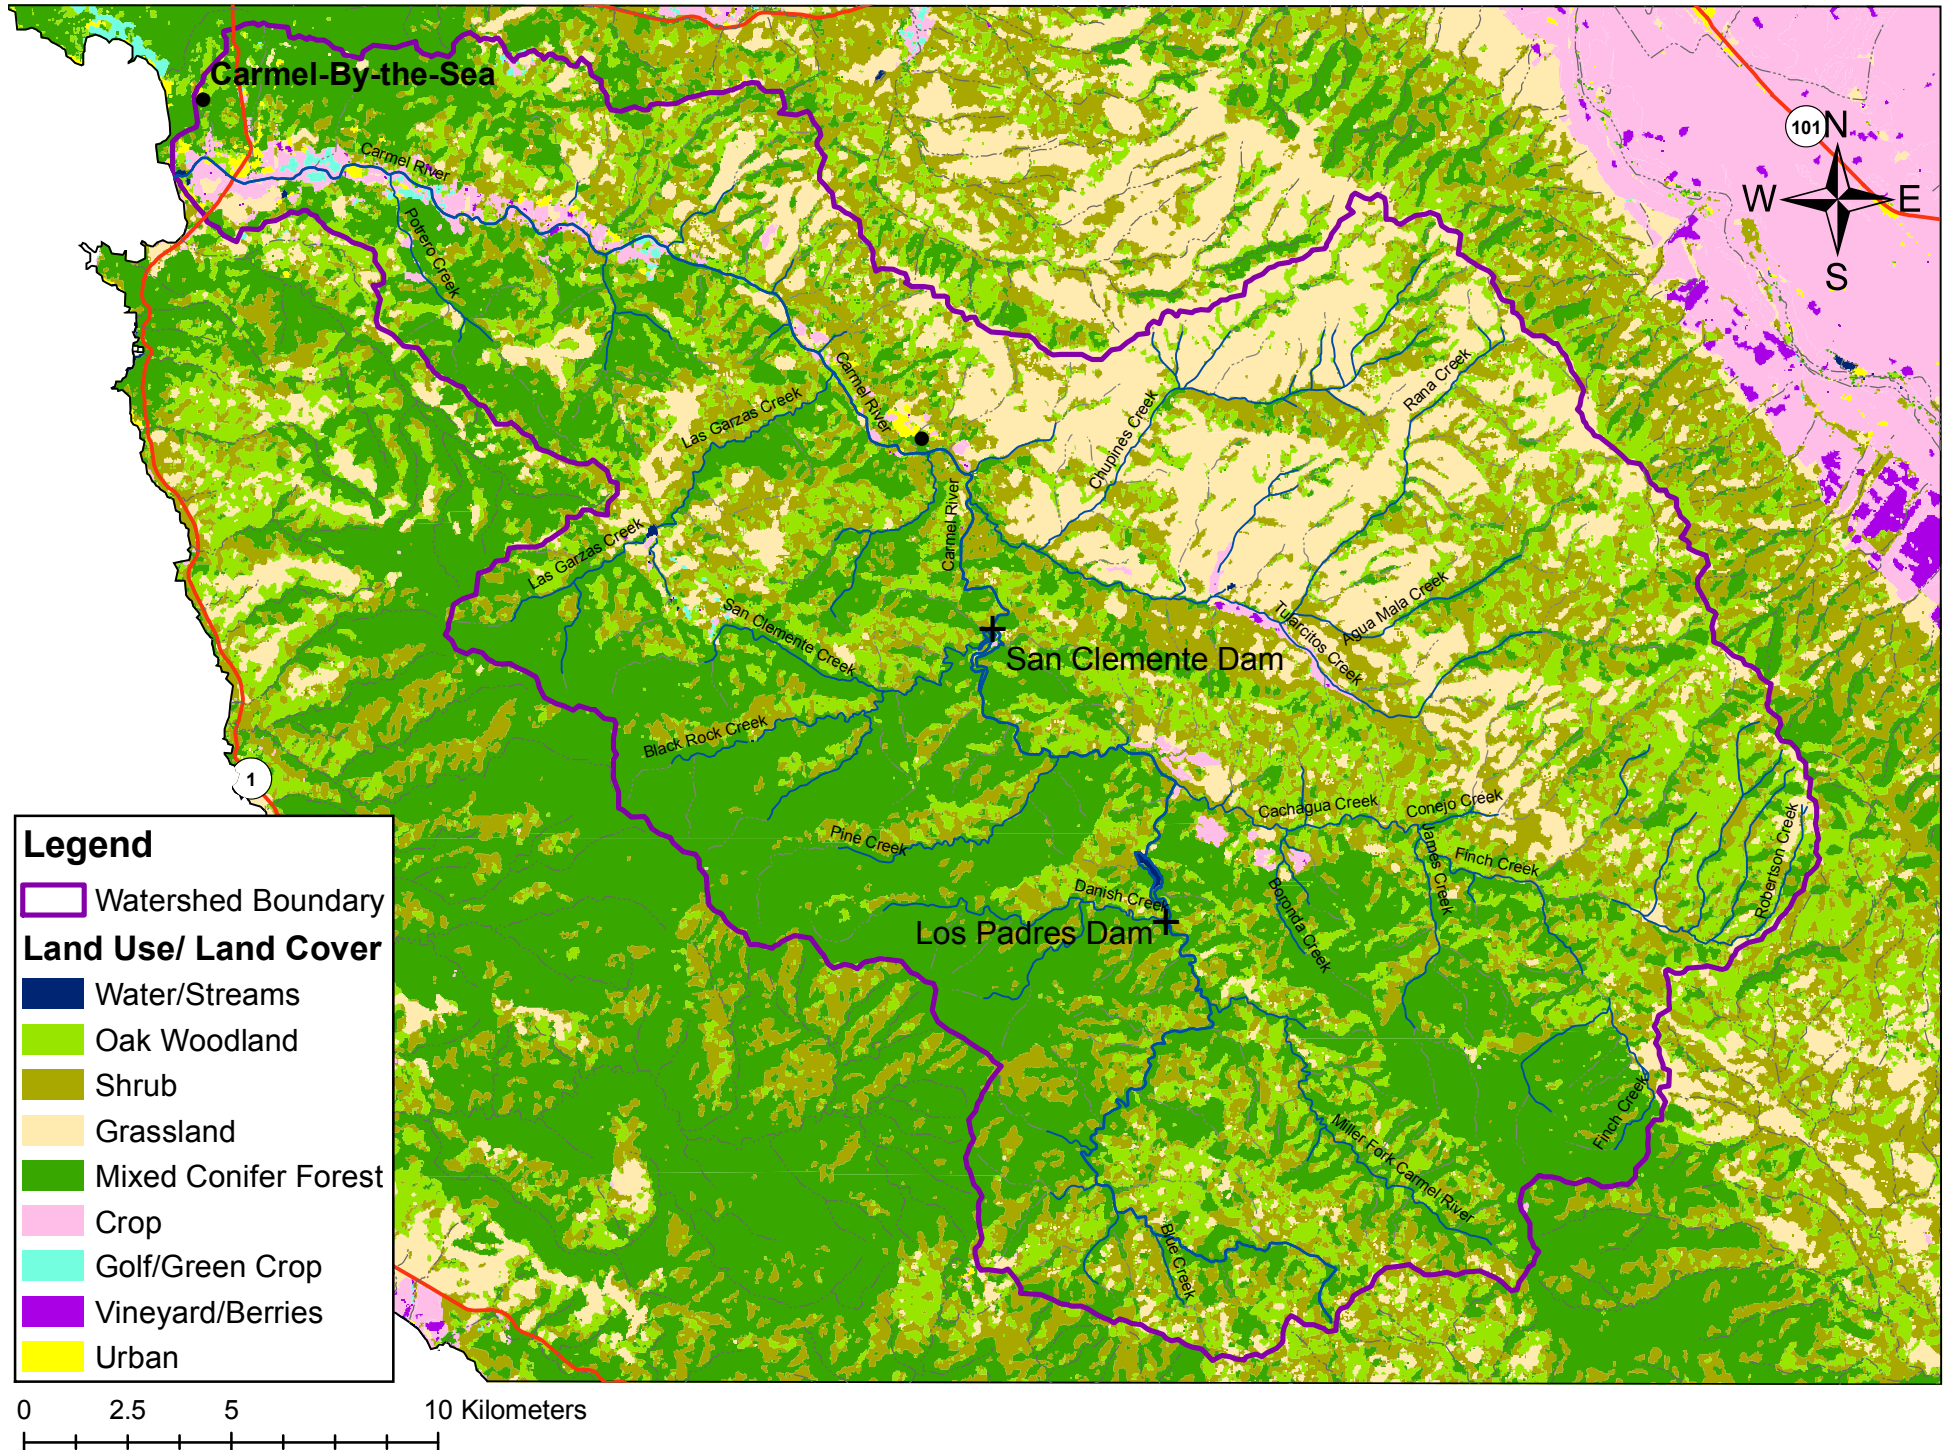 Carmel-By-the-Sea
101
N
W
E
S
Carmel River
Potrero Creek
Carmel River
Rana Creek
Las Garzas Creek
Chupines Creek
Carmel River
Las Garzas Creek
San Clemente Creek
Tularcitos Creek
Agua Mala Creek
San Clemente Dam
Black Rock Creek
1
Cachagua Creek
Conejo Creek
Pine Creek
James Creek
Finch Creek
Robertson Creek
Danish Creek
Boronda Creek
Los Padres Dam
Finch Creek
Miller Fork Carmel River
Blue Creek
Legend
Watershed Boundary
Land Use/ Land Cover
Water/Streams
Oak Woodland
Shrub
Grassland
Mixed Conifer Forest
Crop
Golf/Green Crop
Vineyard/Berries
Urban
0 2.5 5 10 Kilometers